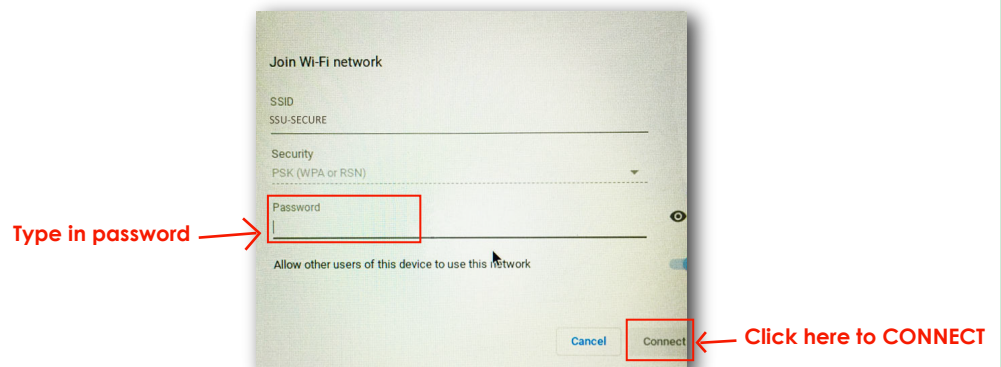 Join Wi-Fi network
SSID
SSU-SECURE
Security
PSK (WPA or RSN)
Password
Type in password
Allow other users of this device to use this network
Cancel
Connect
Click here to CONNECT